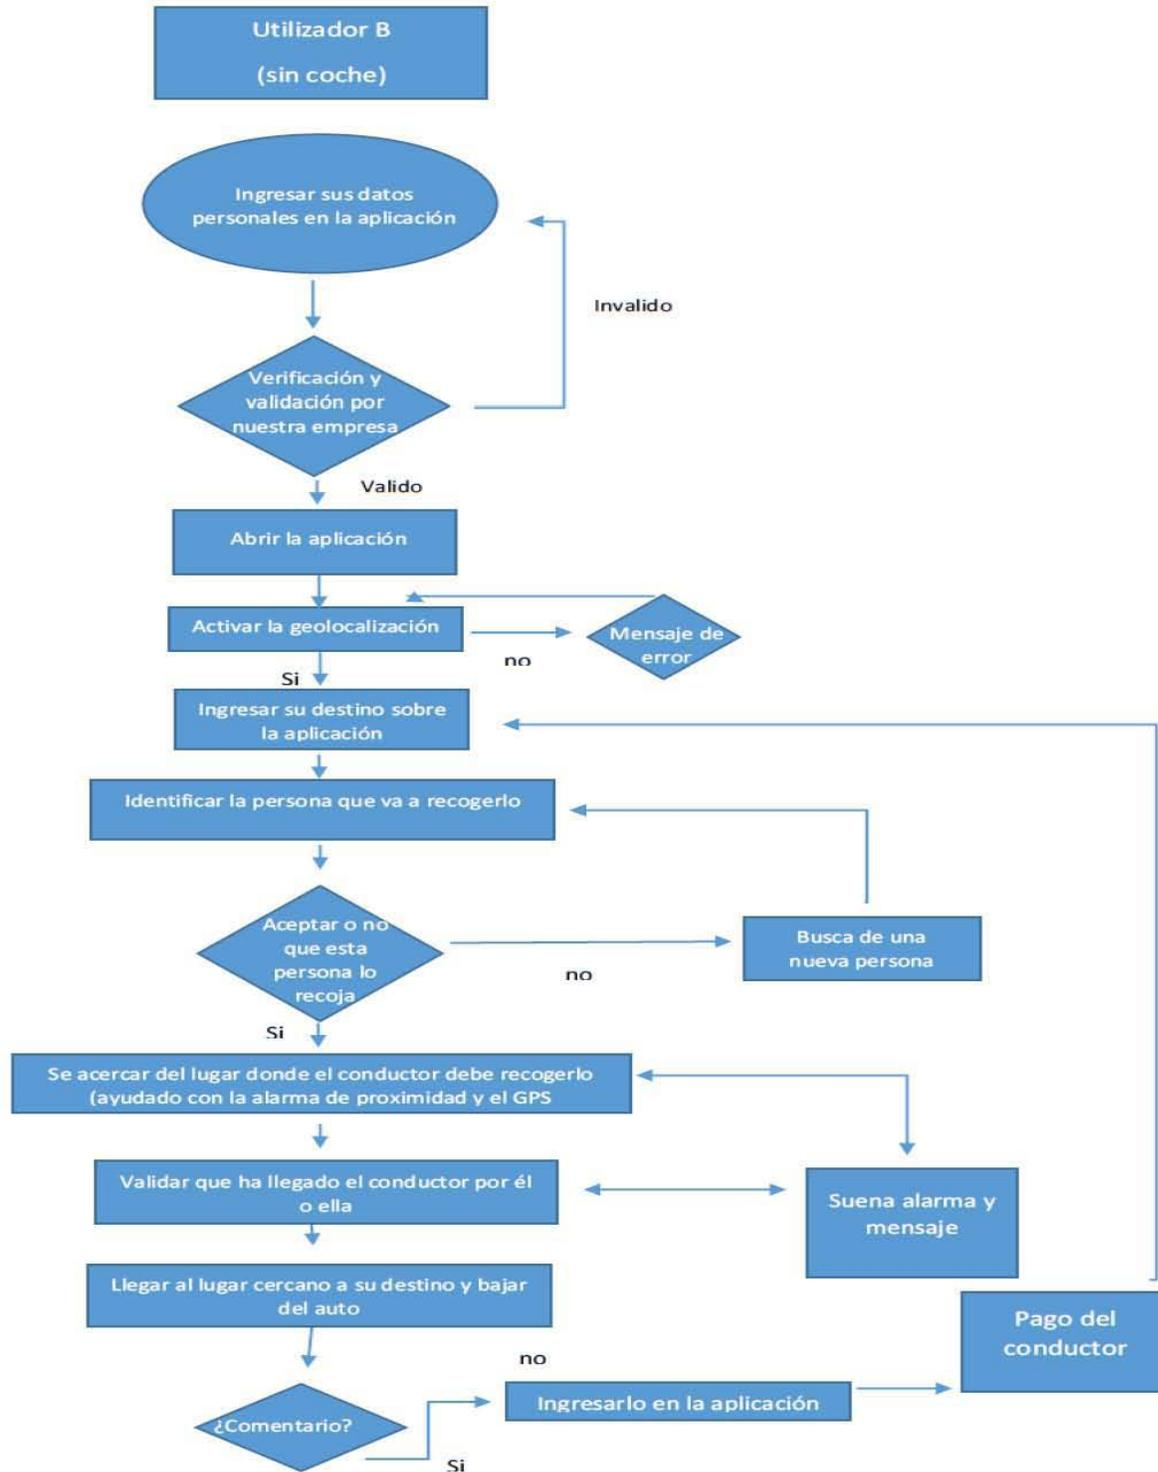 Utilizador B
(sin coche)
Ingresar sus datos
personales en la aplicación
Invalido
Verificación y
validación por
nuestra empresa
Valido
Abrir la aplicación
Activar la geolocalización
no
Mensaje de
error
Si
Ingresar su destino sobre
la aplicación
Identificar la persona que va a recogerlo
Aceptar o no
que esta
persona lo
recoja
no
Busca de una
nueva persona
Si
Se acercar del lugar donde el conductor debe recogerlo
(ayudado con la alarma de proximidad y el GPS
Validar que ha llegado el conductor por él
o ella
Suena alarma y
mensaje
Llegar al lugar cercano a su destino y bajar
del auto
Pago del
conductor
no
Ingresarlo en la aplicación
¿Comentario?
Si